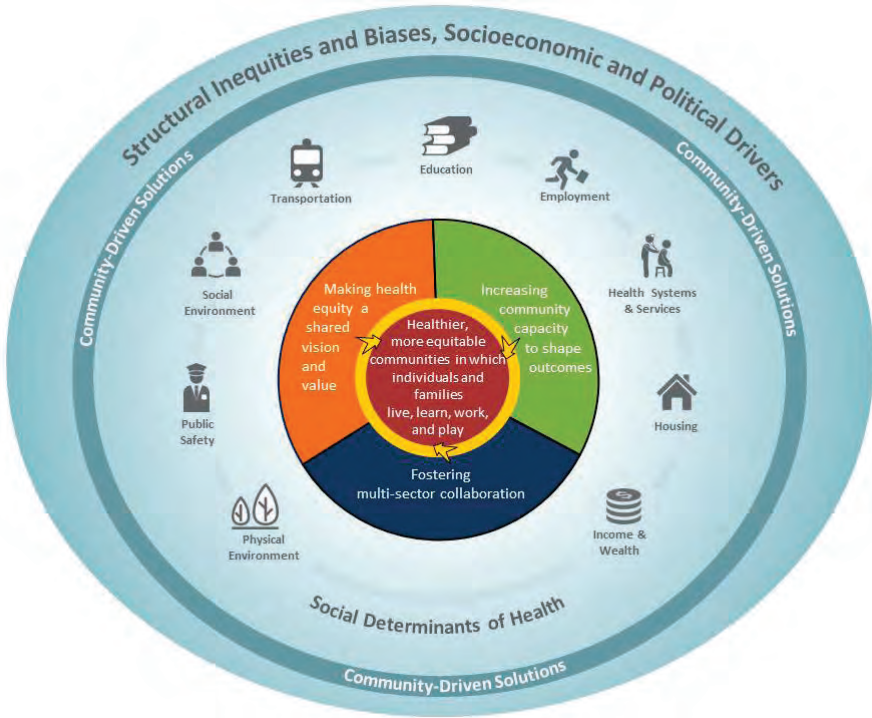 Structural Inequities and Biases, Socioeconomic and Political Drivers
Community-Driven Solutions
Community-Driven Solutions
Education
Transportation
Employment
Social
Environment
Health Systems
& Services
Public
Safety
Housing
Physical
Environment
Income &
Wealth
Making health
equity a
shared
vision
and
value
Increasing
community
capacity
to shape
outcomes
Healthier,
more equitable
communities in which
individuals and
families
live, learn, work,
and play
Fostering
multi-sector collaboration
Social Determinants of Health
Community-Driven Solutions